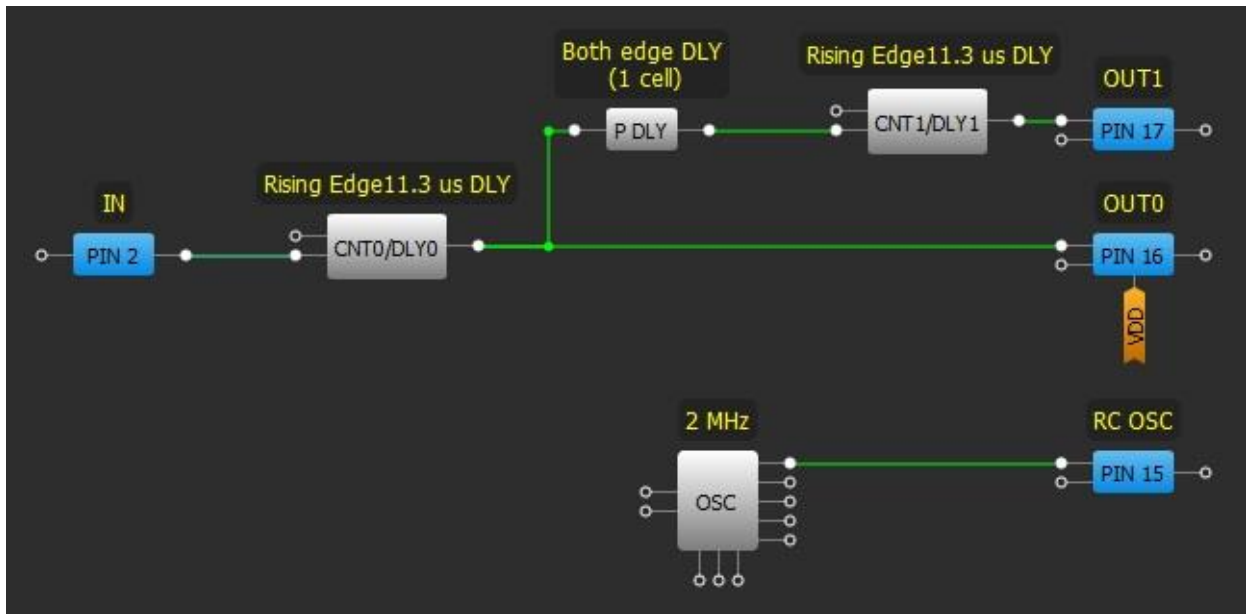 Both edge DLY
(1 cell)
Rising Edge11.3 us DLY
OUT1
P DLY
CNT1/DLY1
PIN 17
Rising Edge11.3 us DLY
IN
OUT0
PIN 2
CNT0/DLY0
PIN 16
VDD
2 MHz
RC OSC
OSC
PIN 15